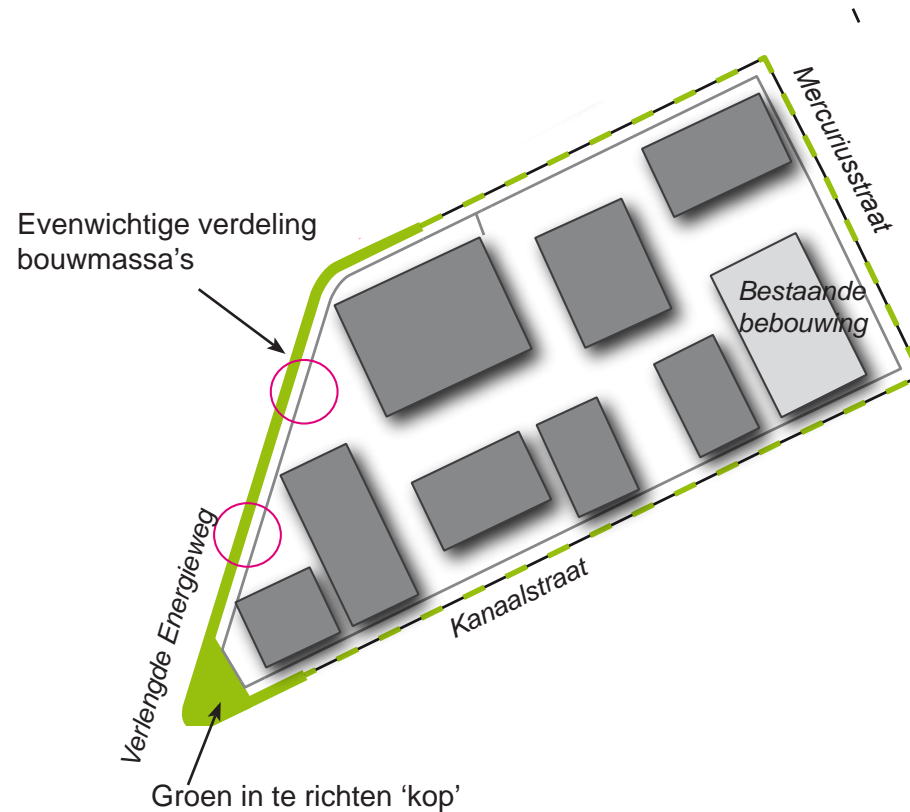 Mercuriusstraat
Evenwichtige verdeling
bouwmassa's
Bestaande
bebouwing
Verlengde Energieweg
Kanaalstraat
Groen in te richten ‘kop’